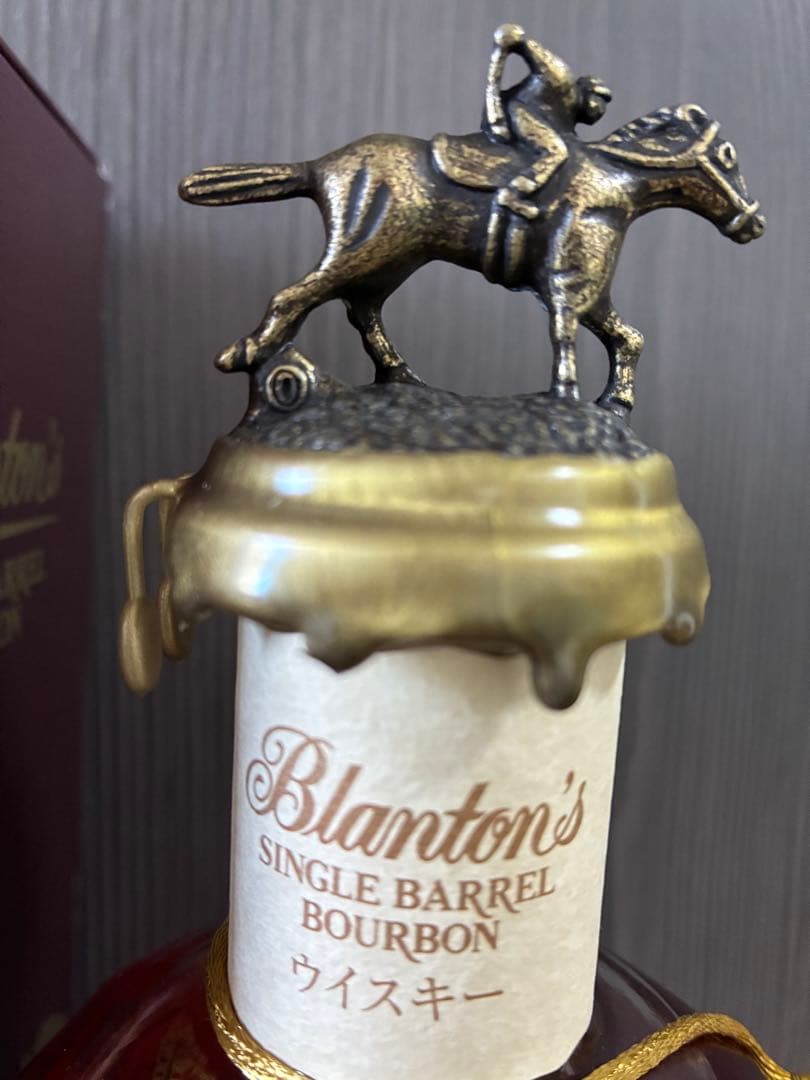 O
Blanton's
SINGLE BARREL
BOURBON
ウイスキー